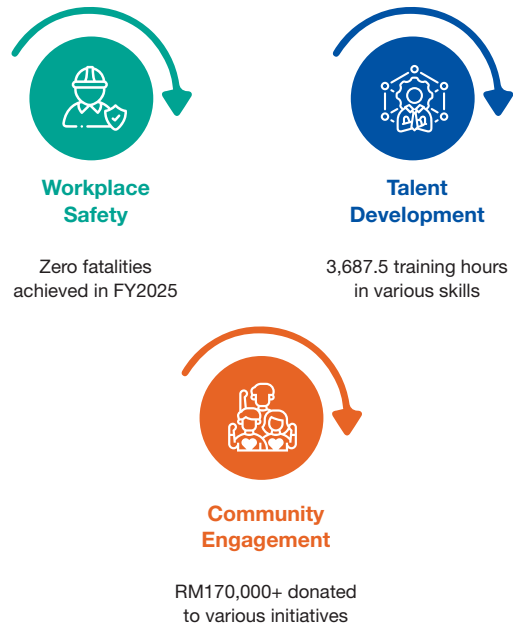 Workplace
Safety
Zero fatalities
achieved in FY2025
Talent
Development
3,687.5 training hours
in various skills
Community
Engagement
RM170,000+ donated
to various initiatives